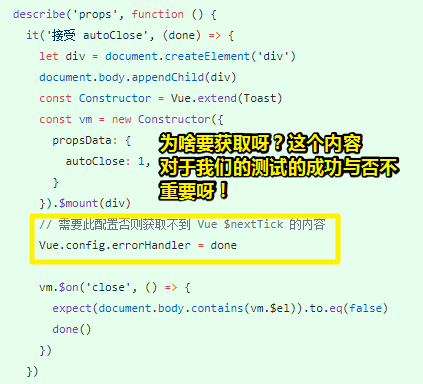 describe('props', function () {
it('接受 autoClose', (done) => {
let div = document.createElement('div')
document.body.appendChild(div)
const Constructor = Vue.extend(Toast)
const vm = new Constructor({
propsData: {
autoClose: 1,
}
}).$mount(div)
为啥要获取呀？这个内容
对于我们的测试的成功与否不
重要呀！
// 需要此配置否则获取不到 Vue $nextTick 的内容
Vue.config.errorHandler = done
vm.$on('close', () => {
expect(document.body.contains(vm.$el)).to.eq(false)
done()
})
})